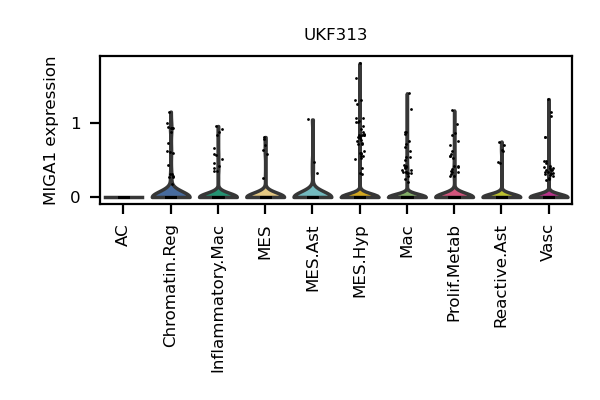 UKF313
MIGA1 expression
1
0
AC
Chromatin.Reg
Inflammatory.Mac
MES
MES.Ast
MES.Hyp
Mac
Prolif.Metab
Reactive.Ast
Vasc